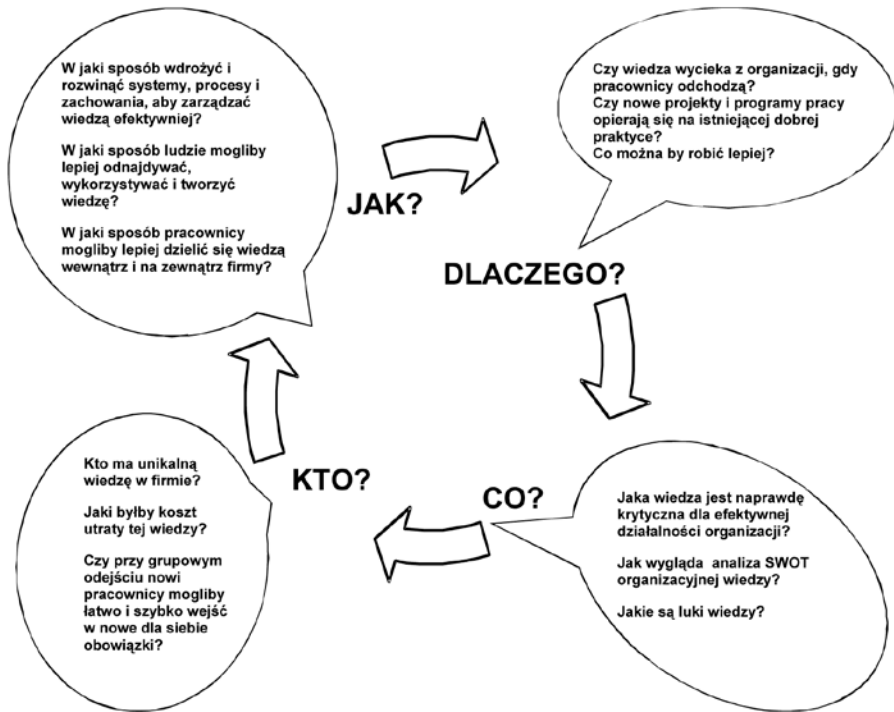 W jaki sposób wdrożyć i
rozwinąć systemy, procesy i
zachowania, aby zarządzać
wiedzą efektywniej?
W jaki sposób ludzie mogliby
lepiej odnajdywać,
wykorzystywać i tworzyć
wiedzę?
W jaki sposób pracownicy
mogliby lepiej dzielić się wiedzą
wewnątrz i na zewnątrz firmy?
JAK?
Czy wiedza wycieka z organizacji, gdy
pracownicy odchodzą?
Czy nowe projekty i programy pracy
opierają się na istniejącej dobrej
praktyce?
Co można by robić lepiej?
DLACZEGO?
Kto ma unikalną
wiedzę w firmie?
Jaki byłby koszt
utraty tej wiedzy?
Czy przy grupowym
odejściu nowi
pracownicy mogliby
łatwo i szybko wejść
w nowe dla siebie
obowiązki?
KTO?
CO?
Jaka wiedza jest naprawdę
krytyczna dla efektywnej
działalności organizacji?
Jak wygląda analiza SWOT
organizacyjnej wiedzy?
Jakie są luki wiedzy?